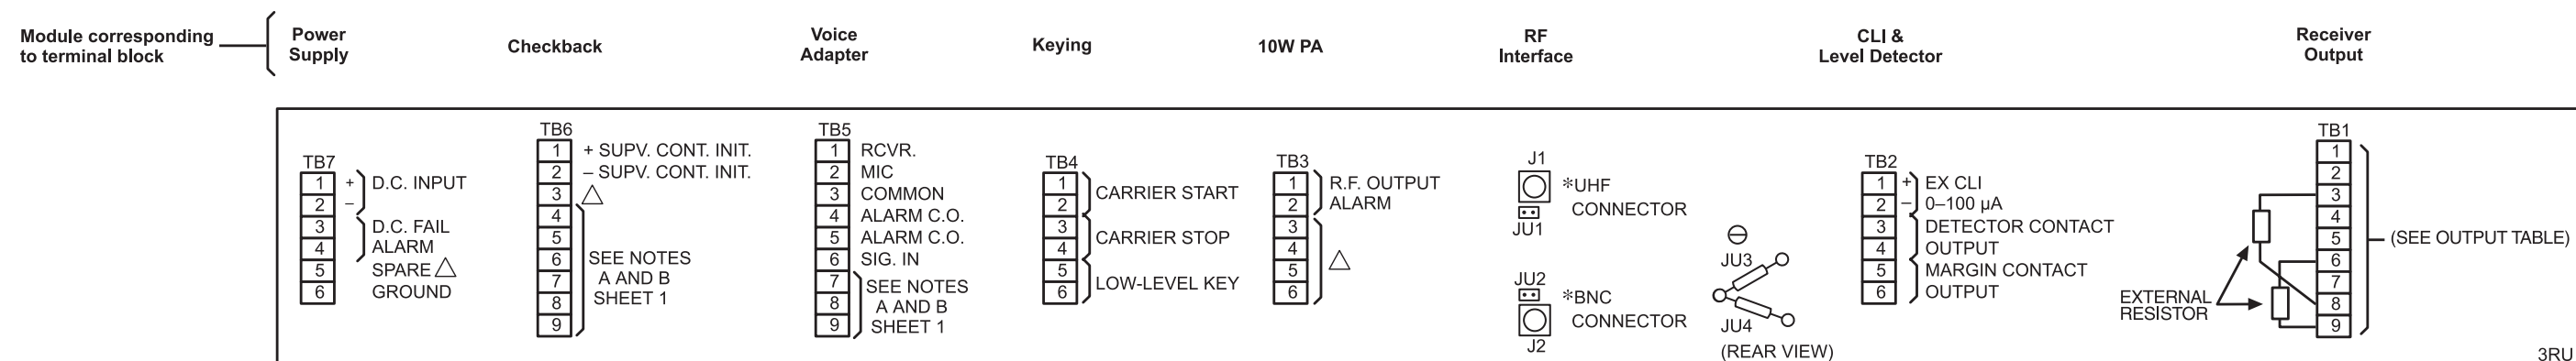 Module corresponding
to terminal block
Power
Supply
Checkback
Voice
Adapter
Keying
10W PA
RF
Interface
CLI &
Level Detector
Receiver
Output
TB7
1
2
3
4
5
6
+
–
D.C. INPUT
D.C. FAIL
ALARM
SPARE
GROUND
TB6
1
2
3
4
5
6
7
8
9
+ SUPV. CONT. INIT.
– SUPV. CONT. INIT.
SEE NOTES
A AND B
SHEET 1
TB5
1
2
3
4
5
6
7
8
9
RCVR.
MIC
COMMON
ALARM C.O.
ALARM C.O.
SIG. IN
SEE NOTES
A AND B
SHEET 1
TB4
1
2
3
4
5
6
CARRIER START
CARRIER STOP
LOW-LEVEL KEY
TB3
1
2
3
4
5
6
R.F. OUTPUT
ALARM
J1
*UHF
CONNECTOR
JU1
JU2
*BNC
CONNECTOR
J2
JU3
JU4
(REAR VIEW)
TB2
1
2
3
4
5
6
+
–
EX CLI
0–100 µA
DETECTOR CONTACT
OUTPUT
MARGIN CONTACT
OUTPUT
TB1
1
2
3
4
5
6
7
8
9
(SEE OUTPUT TABLE)
EXTERNAL
RESISTOR
3RU